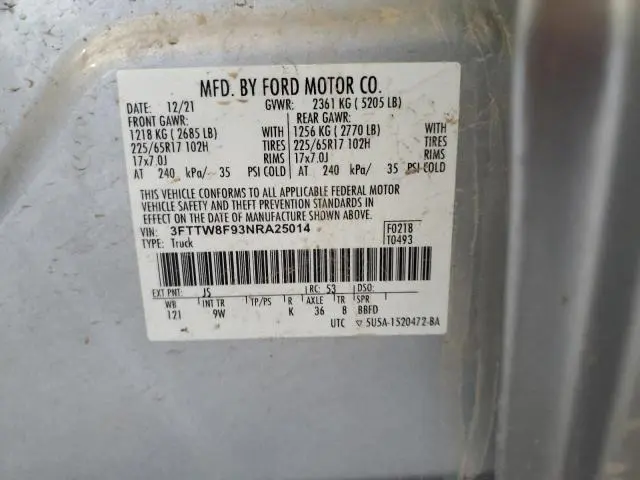 MFD. BY FORD MOTOR CO.
DATE: 12/21 GVWR: 2361 KG ( 5205 LB)
FRONT GAWR: REAR GAWR:
1218 KG ( 2685 LB) WITH 1256 KG ( 2770 LB) WITH
225/65R17 102H TIRES 225/65R17 102H TIRES
17x7.0J RIMS 17x7.0J RIMS
AT 240 kPa/ 35 PSI COLD AT 240 kPa/ 35 PSI COLD
THIS VEHICLE CONFORMS TO ALL APPLICABLE FEDERAL MOTOR
VEHICLE SAFETY AND THEFT PREVENTION STANDARDS IN
EFFECT ON THE DATE OF MANUFACTURE SHOWN ABOVE.
VIN: 3FTTW8F93NRA25014 F0218
TYPE: Truck T0493
EXT PNT: JS RC: 53 DSO:
WB INT TR TP/PS R AXLE TR SPR
121 9W K 36 8 BBFD
UTC ▽ 5U5A-1520472-BA